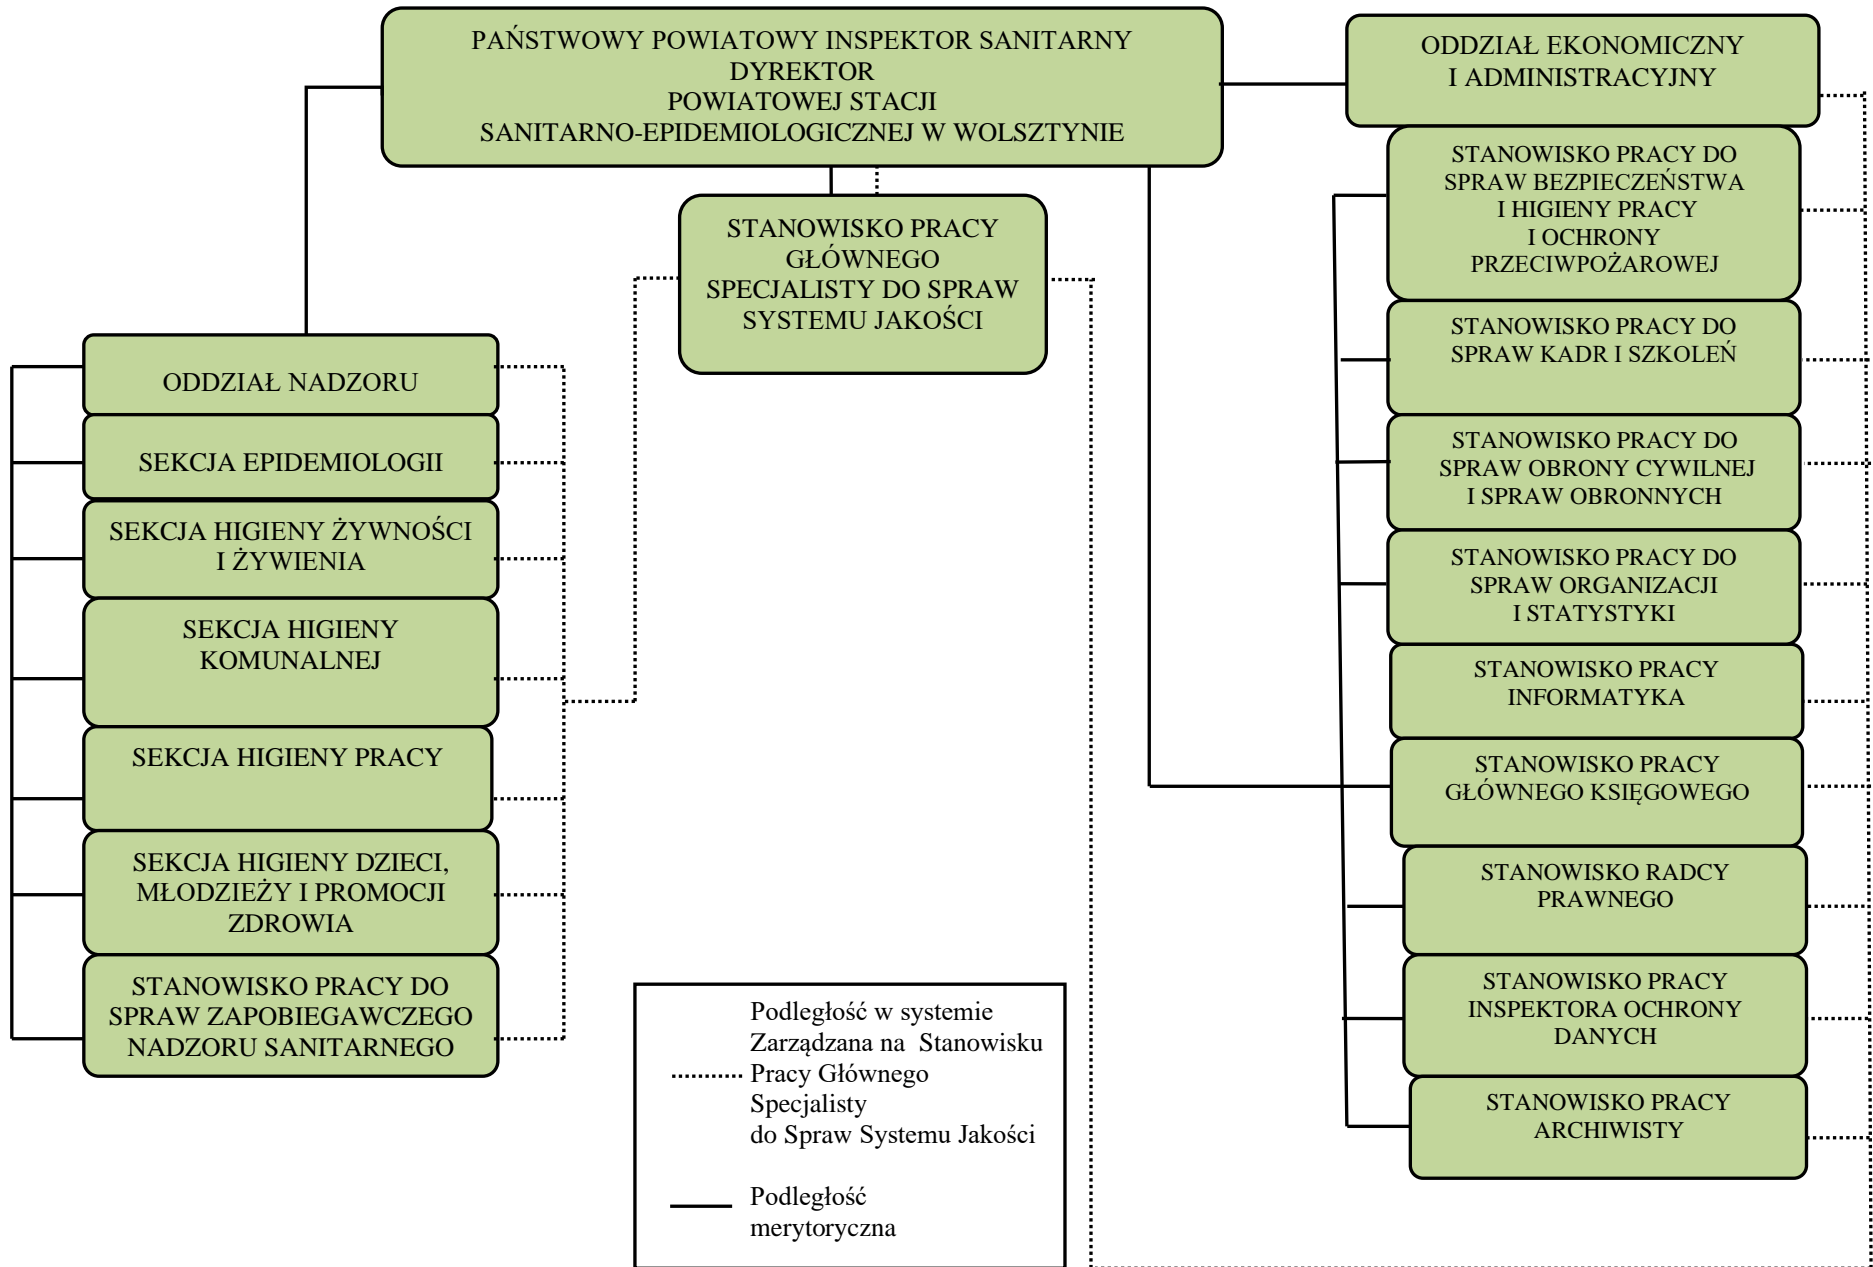 PAŃSTWOWY POWIATOWY INSPEKTOR SANITARNY
DYREKTOR
POWIATOWEJ STACJI
SANITARNO-EPIDEMIOLOGICZNEJ W WOLSZTYNIE
ODDZIAŁ EKONOMICZNY
I ADMINISTRACYJNY
STANOWISKO PRACY
GŁÓWNEGO
SPECJALISTY DO SPRAW
SYSTEMU JAKOŚCI
ODDZIAŁ NADZORU
SEKCJA EPIDEMIOLOGII
SEKCJA HIGIENY ŻYWNOŚCI
I ŻYWIENIA
SEKCJA HIGIENY
KOMUNALNEJ
SEKCJA HIGIENY PRACY
SEKCJA HIGIENY DZIECI,
MŁODZIEŻY I PROMOCJI
ZDROWIA
STANOWISKO PRACY DO
SPRAW ZAPOBIEGAWCZEGO
NADZORU SANITARNEGO
STANOWISKO PRACY DO
SPRAW BEZPIECZEŃSTWA
I HIGIENY PRACY
I OCHRONY
PRZECIWPOŻAROWEJ
STANOWISKO PRACY DO
SPRAW KADR I SZKOLEŃ
STANOWISKO PRACY DO
SPRAW OBRONY CYWILNEJ
I SPRAW OBRONNYCH
STANOWISKO PRACY DO
SPRAW ORGANIZACJI
I STATYSTYKI
STANOWISKO PRACY
INFORMATYKA
STANOWISKO PRACY
GŁÓWNEGO KSIĘGOWEGO
STANOWISKO RADCY
PRAWNEGO
STANOWISKO PRACY
INSPEKTORA OCHRONY
DANYCH
STANOWISKO PRACY
ARCHIWISTY
Podległość w systemie
Zarządzana na Stanowisku
Pracy Głównego
Specjalisty
do Spraw Systemu Jakości
Podległość
merytoryczna